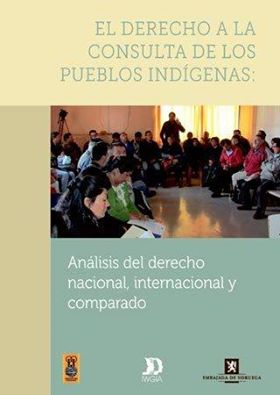 EL DERECHO A LA
CONSULTA DE LOS
PUEBLOS INDÍGENAS:
Análisis del derecho
nacional, internacional y
comparado
IWGIA
EMBAJADA DE NORUEGA